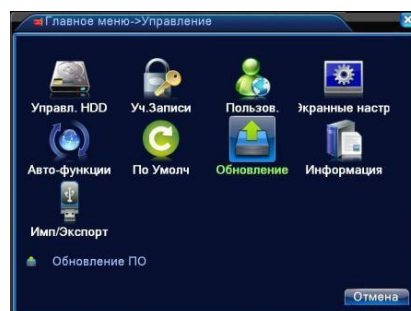 Главное меню->Управление
Управл. HDD Уч.Записи Пользов. Экранные настр
Авто-функции По Умолч Обновление Информация
Имп/Экспорт
Обновление ПО
Отмена